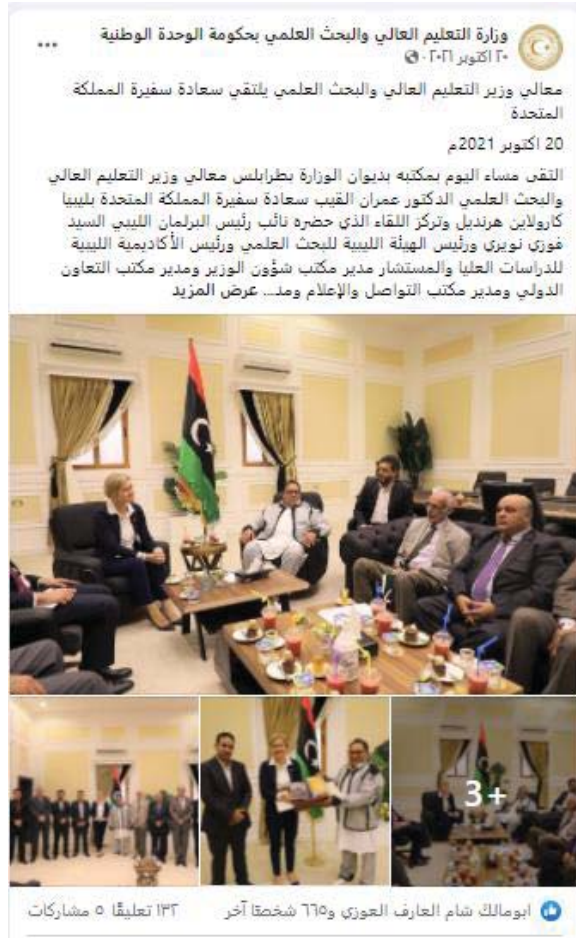 وزارة التعليم العالي والبحث العلمي بحكومة الوحدة الوطنية
٢٠ اكتوبر ٢٠٢١ ·
معالي وزير التعليم العالي والبحث العلمي يلتقي سعادة سفيرة المملكة
المتحدة
20 اكتوبر 2021م
التقى مساء اليوم بمكتبه بديوان الوزارة بطرابلس معالي وزير التعليم العالي
والبحث العلمي الدكتور عمران القيب سعادة سفيرة المملكة المتحدة بليبيا
كارولاين هرنديل وتركز اللقاء الذي حضره نائب رئيس البرلمان الليبي السيد
فوزي نويري ورئيس الهيئة الليبية للبحث العلمي ورئيس الأكاديمية الليبية
للدراسات العليا والمستشار مدير مكتب شؤون الوزير ومدير مكتب التعاون
الدولي ومدير مكتب التواصل والإعلام ومد... عرض المزيد
3+
ابومالك شام العارف العوزي و٦٦٥ شخصًا آخر
١٣٢ تعليقًا ٥ مشاركات